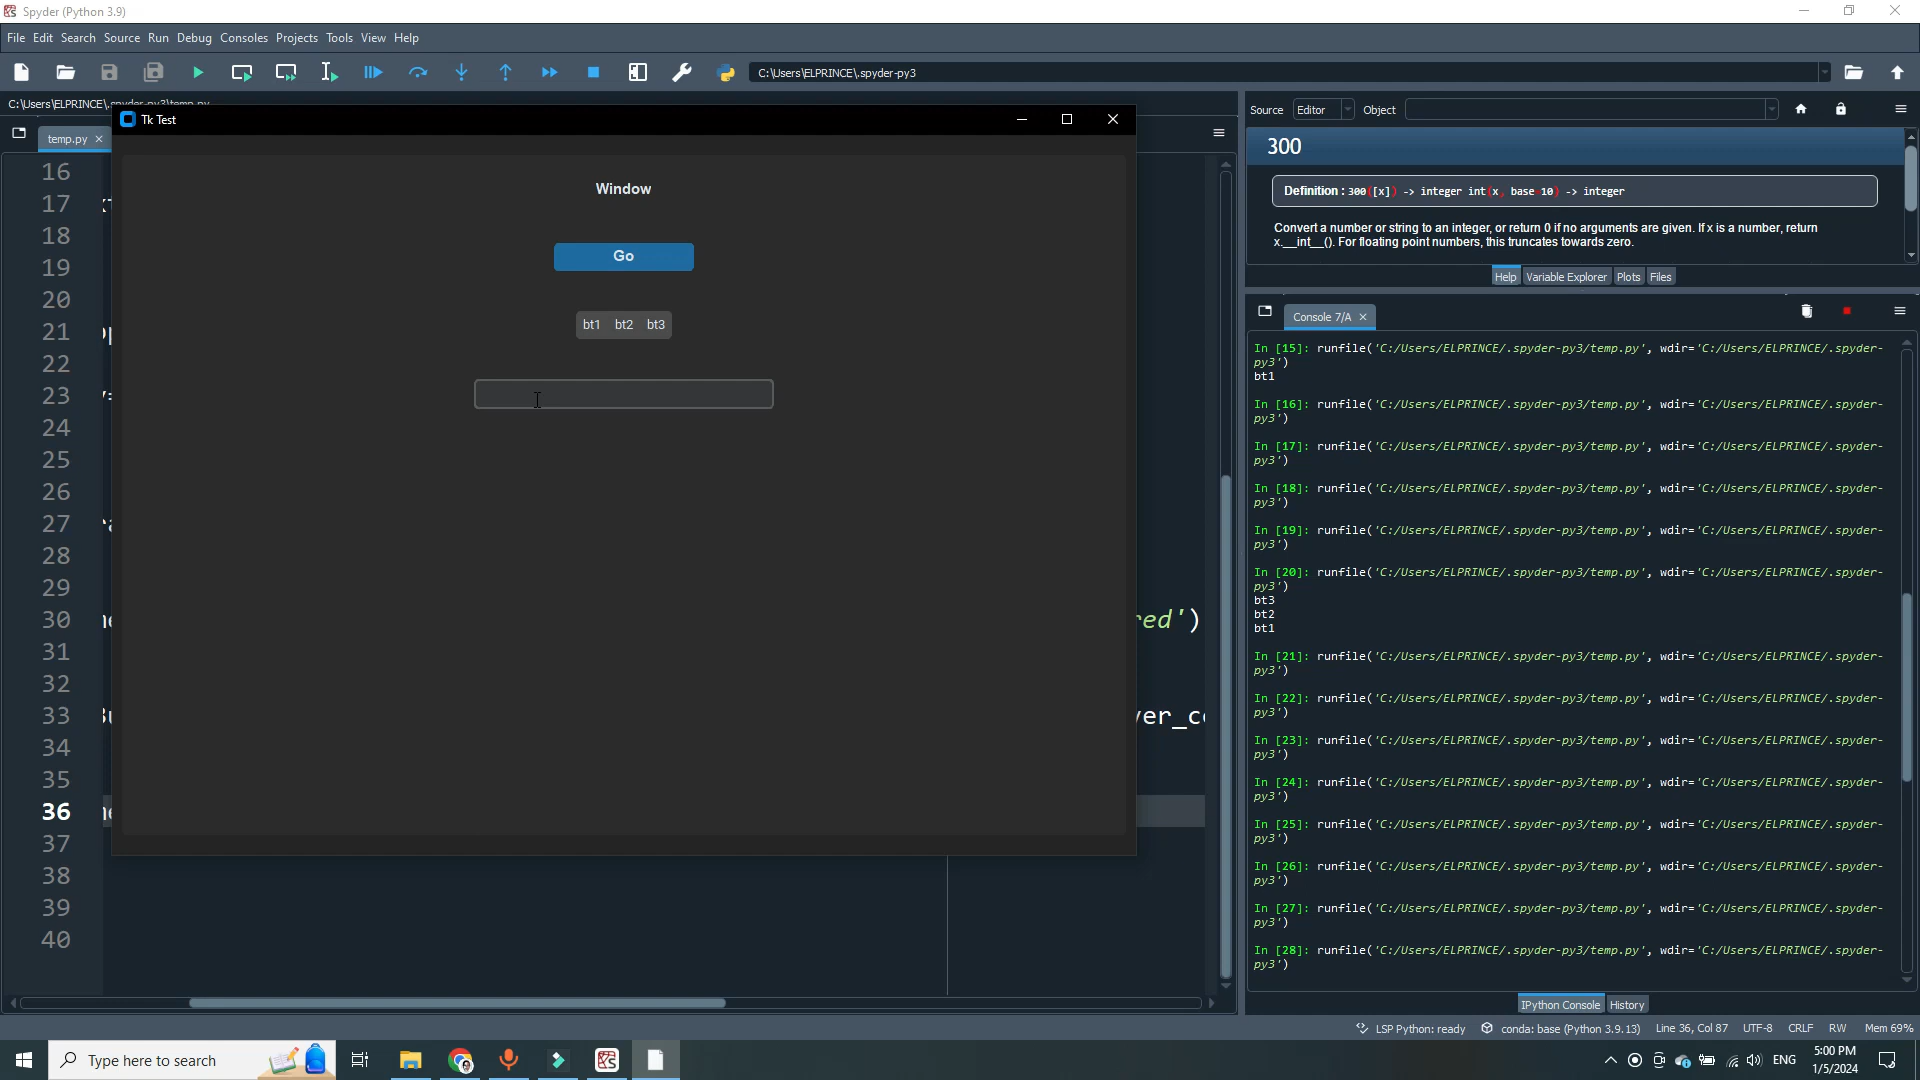 Spyder (Python 3.9)
File Edit Search Source Run Debug Consoles Projects Tools View Help
C:\Users\ELPRINCE\.spyder-py3
C:\Users\ELPRINCE\.spyder-py3\temp.py
temp.py
Tk Test
Window
Go
bt1 bt2 bt3
16
17
18
19
20
21
22
23
24
25
26
27
28
29
30
red')
31
32
33
34
35
36
37
38
39
40
Source Editor Object
300
Definition : 300([x]) -> integer int(x, base=10) -> integer
Convert a number or string to an integer, or return 0 if no arguments are given. If x is a number, return
x.__int__(). For floating point numbers, this truncates towards zero.
Help Variable Explorer Plots Files
Console 7/A
In [15]: runfile('C:/Users/ELPRINCE/.spyder-py3/temp.py', wdir='C:/Users/ELPRINCE/.spyder-
py3')
bt1
In [16]: runfile('C:/Users/ELPRINCE/.spyder-py3/temp.py', wdir='C:/Users/ELPRINCE/.spyder-
py3')
In [17]: runfile('C:/Users/ELPRINCE/.spyder-py3/temp.py', wdir='C:/Users/ELPRINCE/.spyder-
py3')
In [18]: runfile('C:/Users/ELPRINCE/.spyder-py3/temp.py', wdir='C:/Users/ELPRINCE/.spyder-
py3')
In [19]: runfile('C:/Users/ELPRINCE/.spyder-py3/temp.py', wdir='C:/Users/ELPRINCE/.spyder-
py3')
In [20]: runfile('C:/Users/ELPRINCE/.spyder-py3/temp.py', wdir='C:/Users/ELPRINCE/.spyder-
py3')
bt3
bt2
bt1
In [21]: runfile('C:/Users/ELPRINCE/.spyder-py3/temp.py', wdir='C:/Users/ELPRINCE/.spyder-
py3')
In [22]: runfile('C:/Users/ELPRINCE/.spyder-py3/temp.py', wdir='C:/Users/ELPRINCE/.spyder-
py3')
In [23]: runfile('C:/Users/ELPRINCE/.spyder-py3/temp.py', wdir='C:/Users/ELPRINCE/.spyder-
py3')
In [24]: runfile('C:/Users/ELPRINCE/.spyder-py3/temp.py', wdir='C:/Users/ELPRINCE/.spyder-
py3')
In [25]: runfile('C:/Users/ELPRINCE/.spyder-py3/temp.py', wdir='C:/Users/ELPRINCE/.spyder-
py3')
In [26]: runfile('C:/Users/ELPRINCE/.spyder-py3/temp.py', wdir='C:/Users/ELPRINCE/.spyder-
py3')
In [27]: runfile('C:/Users/ELPRINCE/.spyder-py3/temp.py', wdir='C:/Users/ELPRINCE/.spyder-
py3')
In [28]: runfile('C:/Users/ELPRINCE/.spyder-py3/temp.py', wdir='C:/Users/ELPRINCE/.spyder-
py3')
IPython Console History
LSP Python: ready conda: base (Python 3.9.13) Line 36, Col 87 UTF-8 CRLF RW Mem 69%
Type here to search
ENG
5:00 PM
1/5/2024